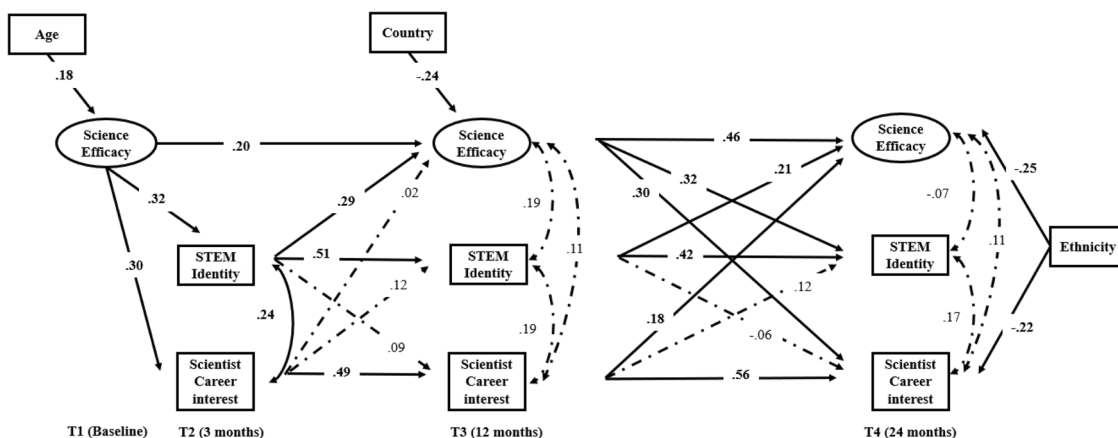 Age
Country
.18
-.24
Science
Efficacy
Science
Efficacy
Science
Efficacy
.20
.46
.21
.32
.30
-.25
.32
.29
.02
.19
-.07
.11
.11
STEM
Identity
.51
STEM
Identity
.42
STEM
Identity
Ethnicity
.30
.12
.12
.24
.09
.19
.18
-.06
.17
-.22
Scientist
Career
interest
.49
Scientist
Career
interest
.56
Scientist
Career
interest
T1 (Baseline)
T2 (3 months)
T3 (12 months)
T4 (24 months)